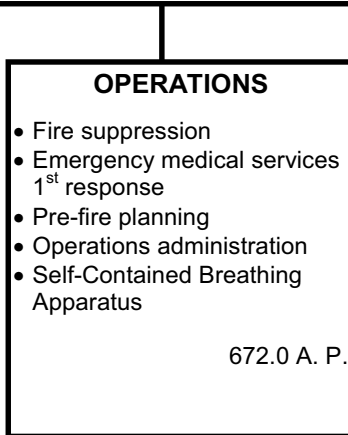 OPERATIONS
• Fire suppression
• Emergency medical services
1st response
• Pre-fire planning
• Operations administration
• Self-Contained Breathing
Apparatus
672.0 A. P.